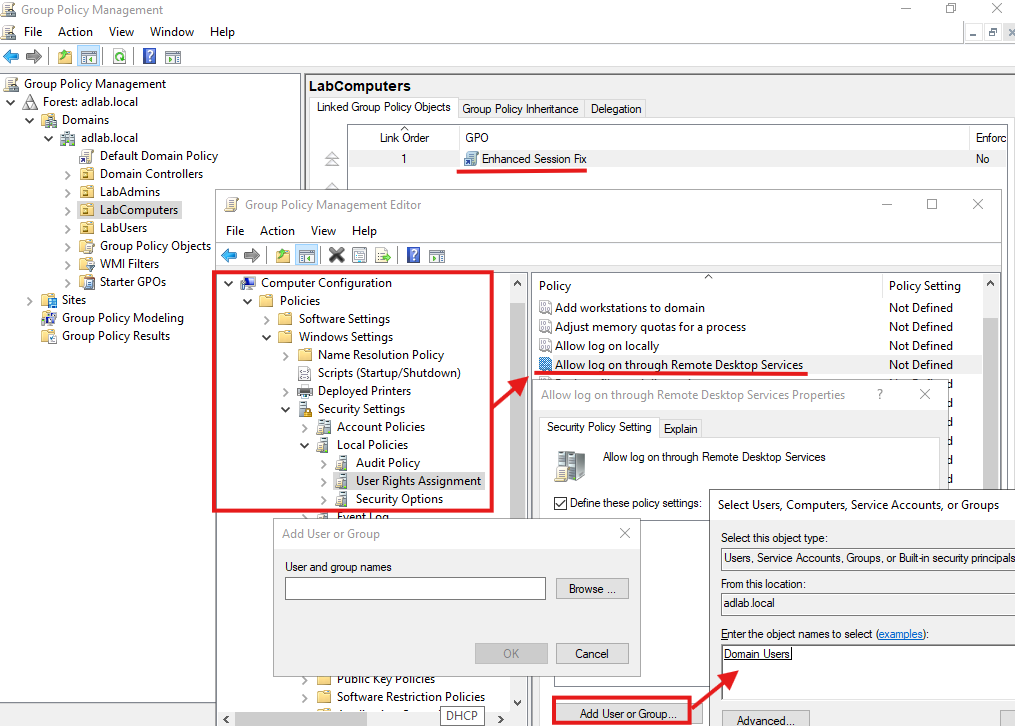 Group Policy Management
File Action View Window Help
Group Policy Management
Forest: adlab.local
Domains
adlab.local
Default Domain Policy
Domain Controllers
LabAdmins
LabComputers
LabUsers
Group Policy Objects
WMI Filters
Starter GPOs
Sites
Group Policy Modeling
Group Policy Results
LabComputers
Linked Group Policy Objects Group Policy Inheritance Delegation
Link Order GPO Enforc
1 Enhanced Session Fix No
Group Policy Management Editor
File Action View Help
Computer Configuration
Policies
Software Settings
Windows Settings
Name Resolution Policy
Scripts (Startup/Shutdown)
Deployed Printers
Security Settings
Account Policies
Local Policies
Audit Policy
User Rights Assignment
Security Options
Event Log
Public Key Policies
Software Restriction Policies
DHCP
Policy Policy Setting
Add workstations to domain Not Defined
Adjust memory quotas for a process Not Defined
Allow log on locally Not Defined
Allow log on through Remote Desktop Services Not Defined
Allow log on through Remote Desktop Services Properties ?
Security Policy Setting Explain
Allow log on through Remote Desktop Services
Define these policy settings:
Add User or Group...
Add User or Group
User and group names
Browse ...
OK Cancel
Select Users, Computers, Service Accounts, or Groups
Select this object type:
Users, Service Accounts, Groups, or Built-in security principals
From this location:
adlab.local
Enter the object names to select (examples):
Domain Users
Advanced...